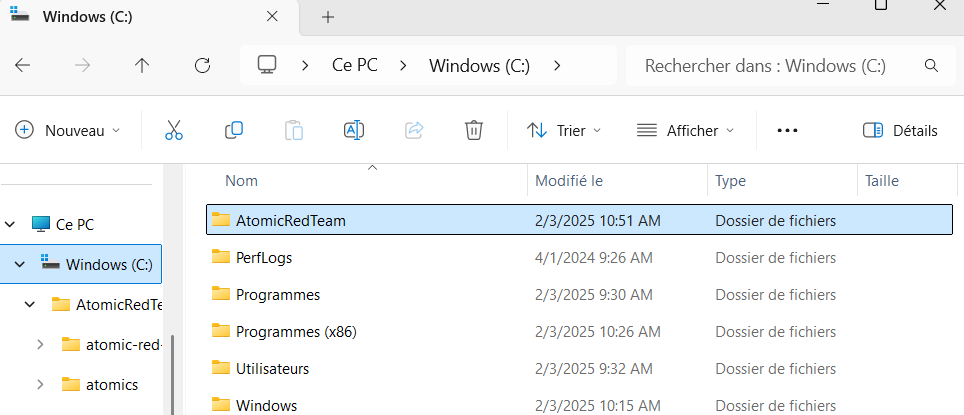 Windows (C:)
Ce PC > Windows (C:) >
Rechercher dans : Windows (C:)
Nouveau
Trier
Afficher
Détails
Nom Modifié le Type Taille
Ce PC
Windows (C:)
AtomicRedTe
atomic-red-
atomics
AtomicRedTeam 2/3/2025 10:51 AM Dossier de fichiers
PerfLogs 4/1/2024 9:26 AM Dossier de fichiers
Programmes 2/3/2025 9:30 AM Dossier de fichiers
Programmes (x86) 2/3/2025 10:26 AM Dossier de fichiers
Utilisateurs 2/3/2025 9:32 AM Dossier de fichiers
Windows 2/3/2025 10:15 AM Dossier de fichiers